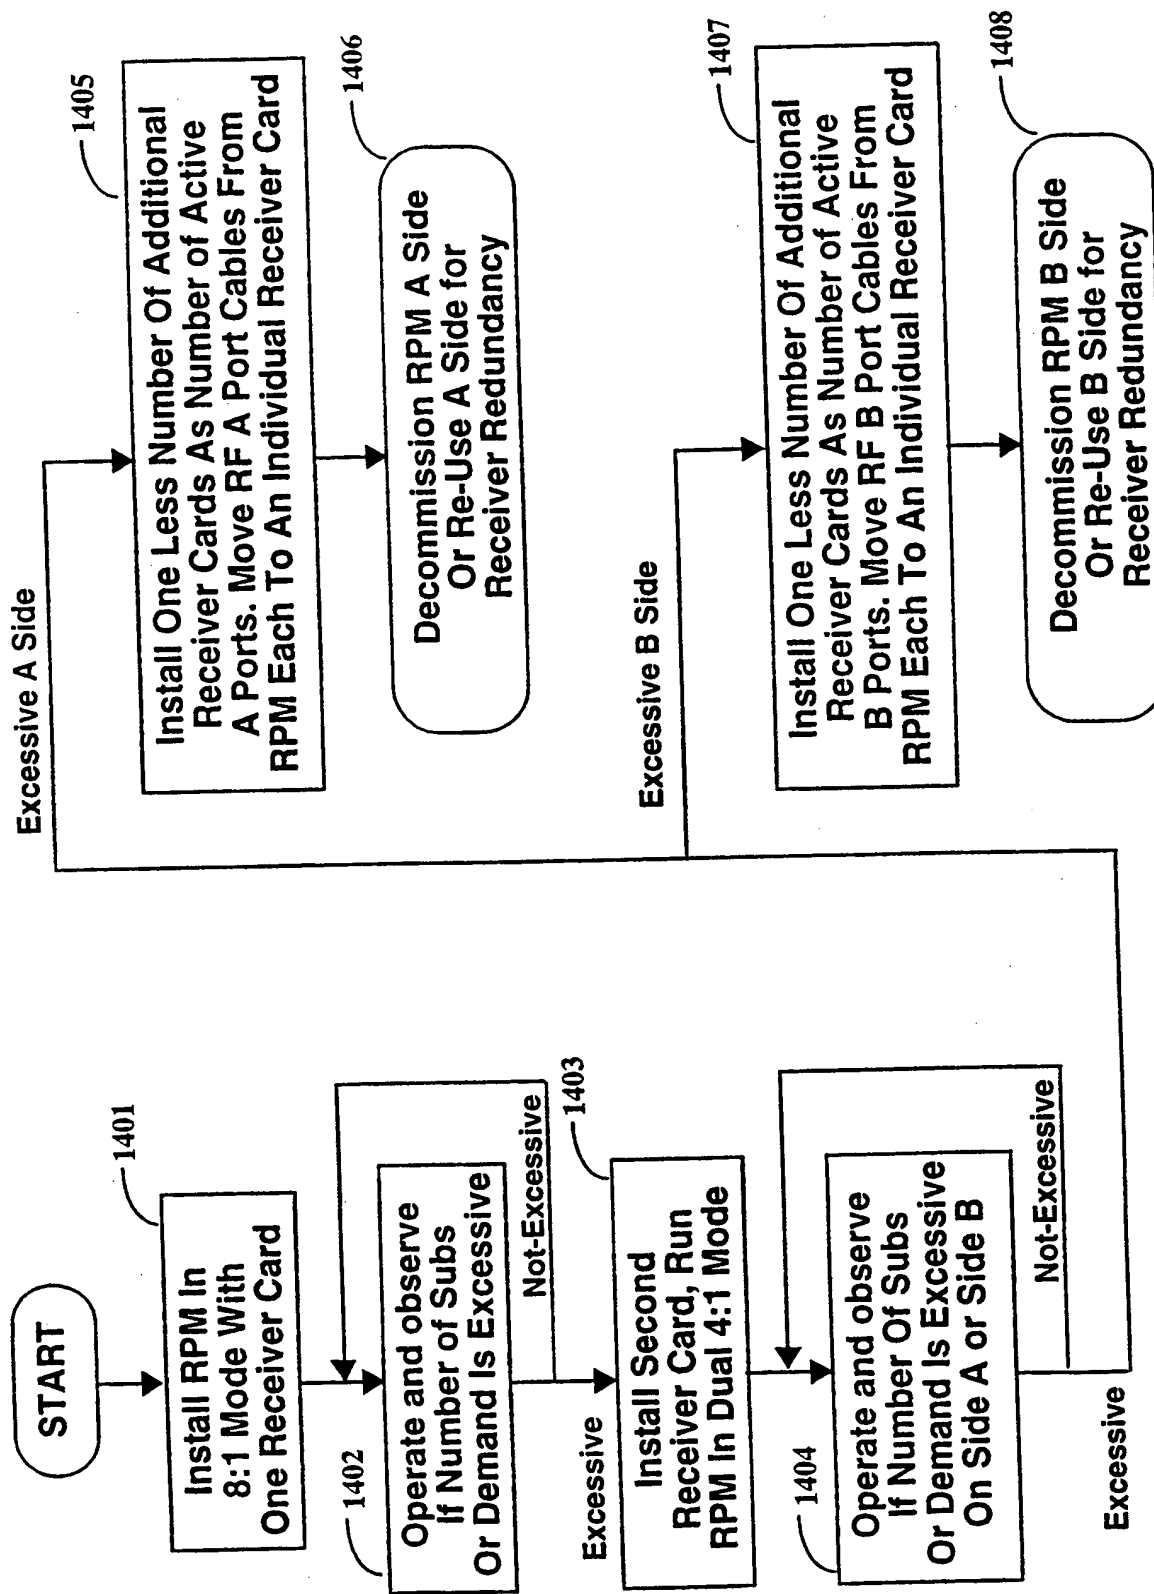 START
1401
Install RPM In
8:1 Mode With
One Receiver Card
1402
Operate and observe
If Number of Subs
Or Demand Is Excessive
Not-Excessive
Excessive
1403
Install Second
Receiver Card, Run
RPM In Dual 4:1 Mode
1404
Operate and observe
If Number Of Subs
Or Demand Is Excessive
On Side A or Side B
Not-Excessive
Excessive
Excessive A Side
1405
Install One Less Number Of Additional
Receiver Cards As Number of Active
A Ports. Move RF A Port Cables From
RPM Each To An Individual Receiver Card
1406
Decommission RPM A Side
Or Re-Use A Side for
Receiver Redundancy
Excessive B Side
1407
Install One Less Number Of Additional
Receiver Cards As Number of Active
B Ports. Move RF B Port Cables From
RPM Each To An Individual Receiver Card
1408
Decommission RPM B Side
Or Re-Use B Side for
Receiver Redundancy